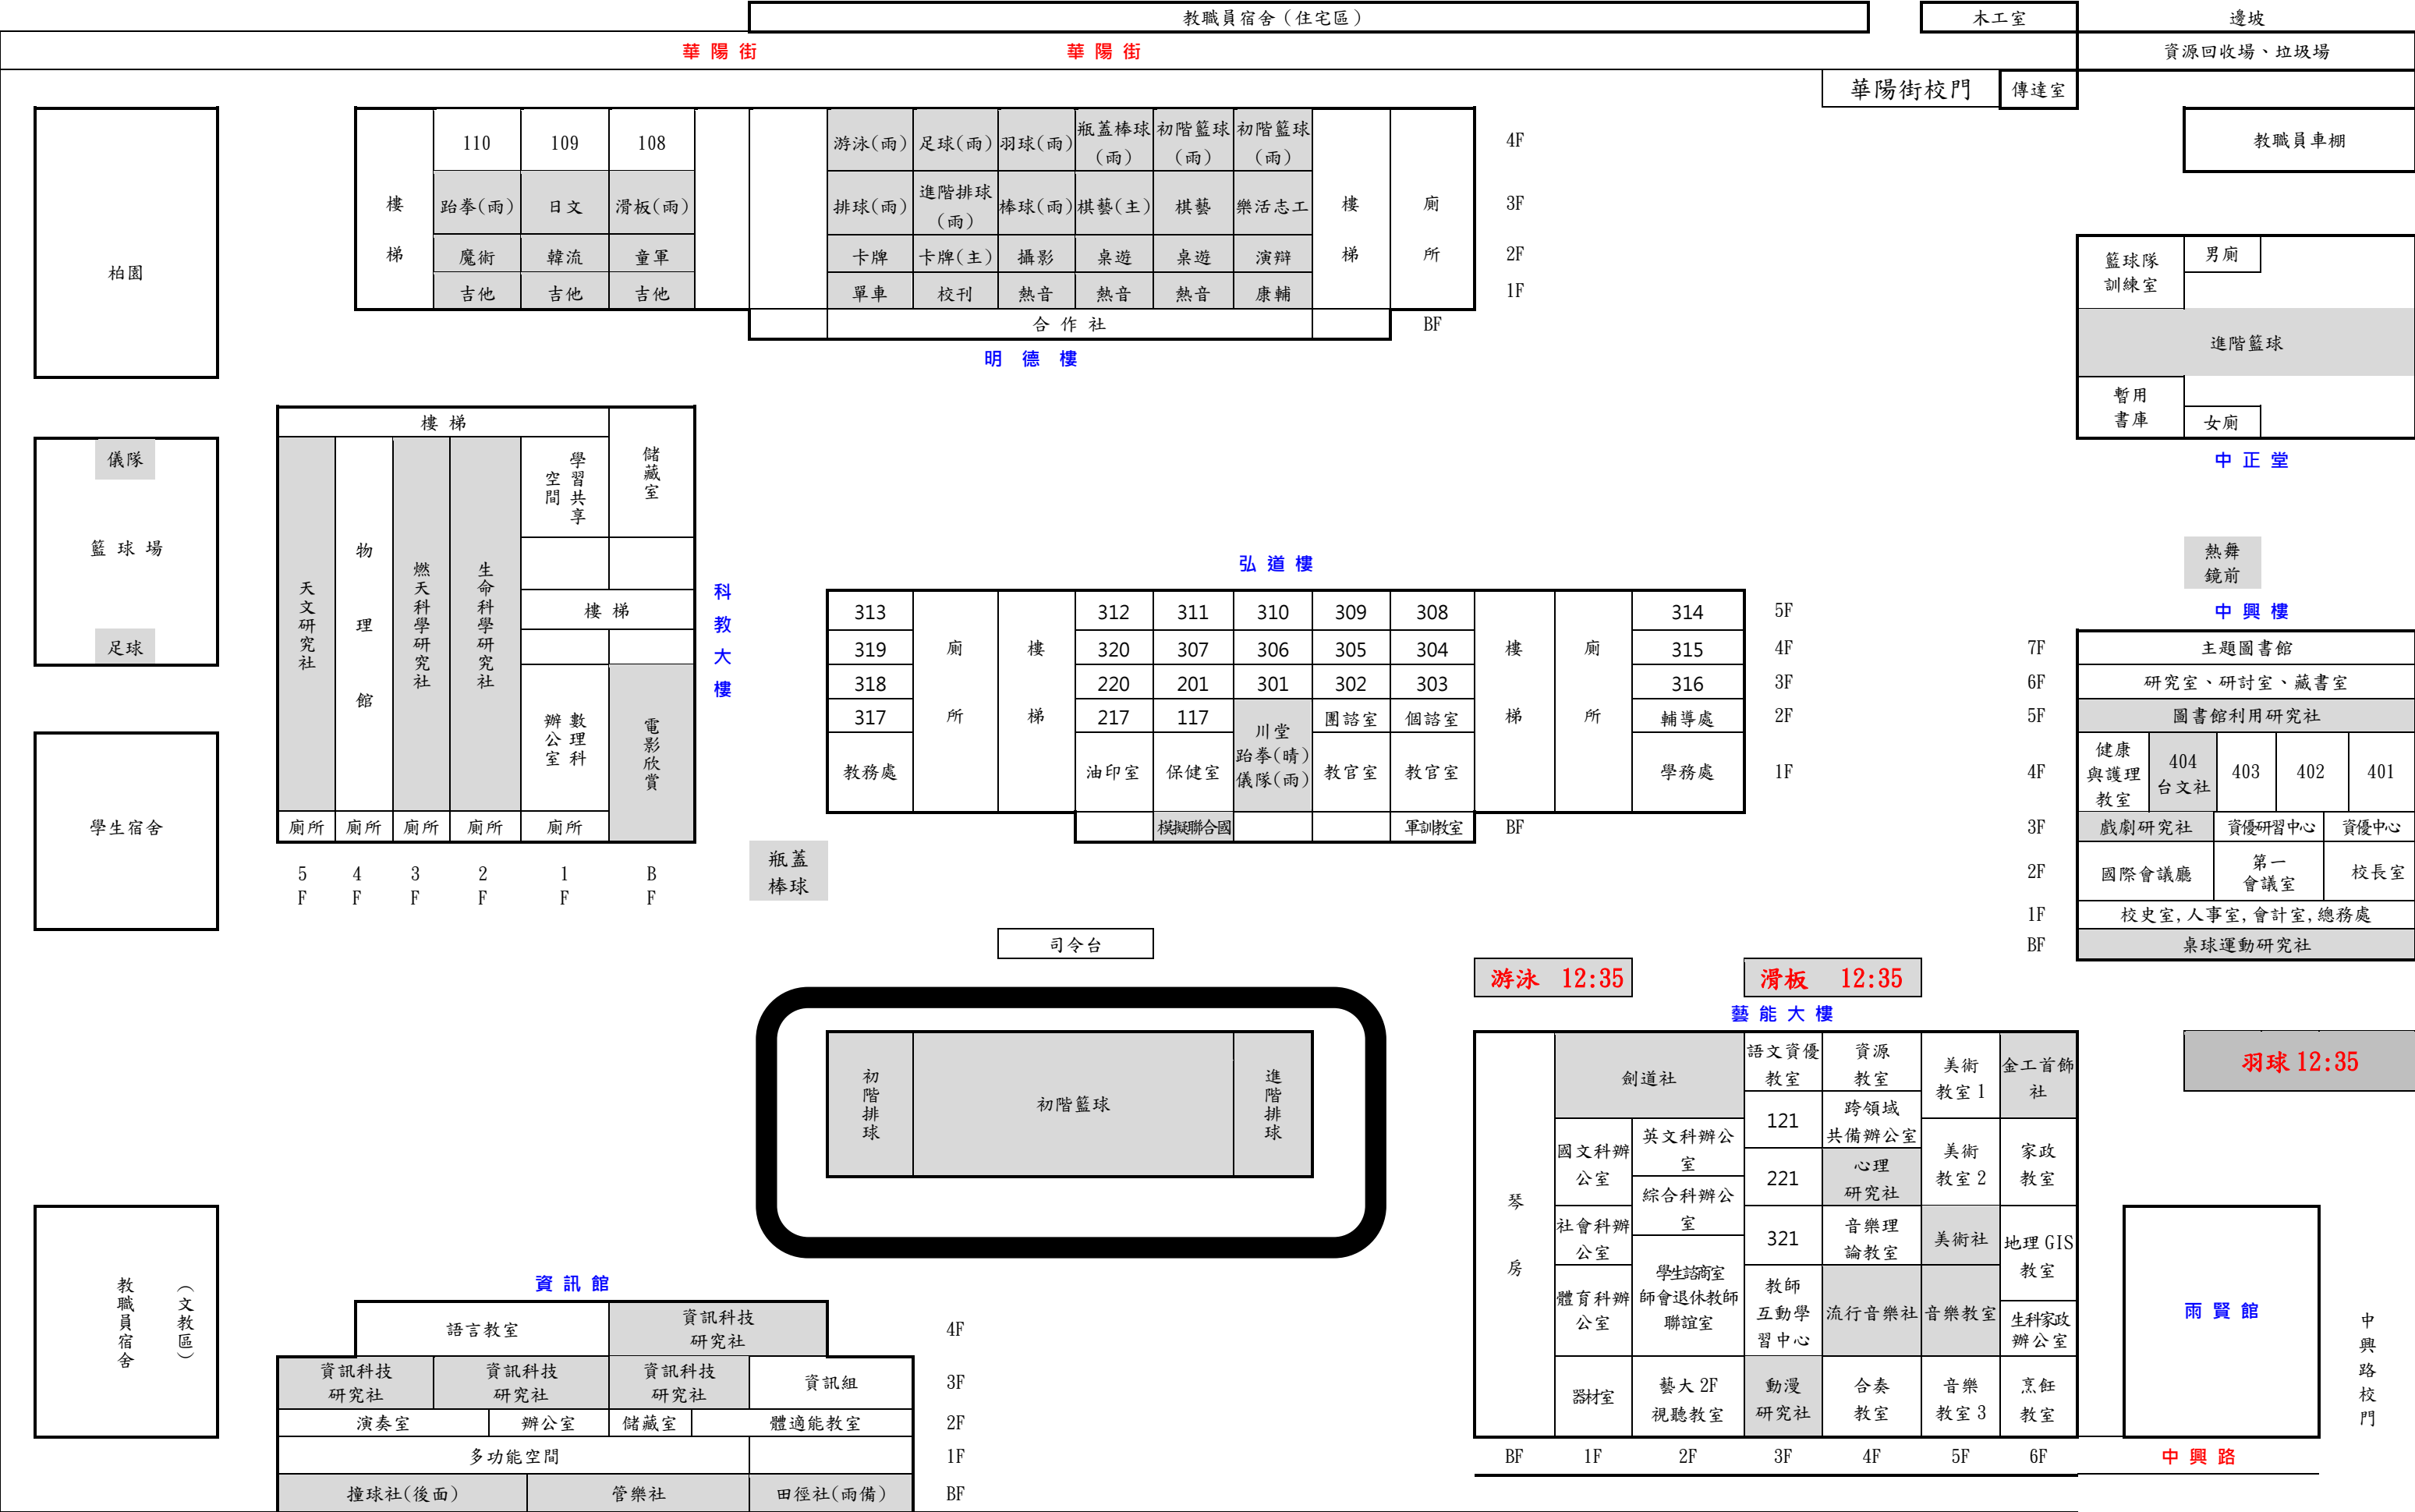 教職員宿舍（住宅區）
木工室
邊坡
華 陽 街
華 陽 街
資源回收場、垃圾場
華陽街校門
傳達室
教職員車棚
柏園
樓梯
110
109
108
游泳(雨)
足球(雨)
羽球(雨)
瓶蓋棒球
(雨)
初階籃球
(雨)
初階籃球
(雨)
4F
跆拳(雨)
日文
滑板(雨)
排球(雨)
進階排球
(雨)
棒球(雨)
棋藝(主)
棋藝
樂活志工
樓梯
廁所
3F
魔術
韓流
童軍
卡牌
卡牌(主)
攝影
桌遊
桌遊
演辯
2F
吉他
吉他
吉他
單車
校刊
熱音
熱音
熱音
康輔
1F
合 作 社
BF
明 德 樓
籃球隊
訓練室
男廁
進階籃球
暫用
書庫
女廁
中 正 堂
儀隊
籃 球 場
足球
樓 梯
天文研究社
物理館
燃天科學研究社
生命科學研究社
學習共享
空間
儲藏室
樓 梯
數理科
辦公室
電影欣賞
廁所
廁所
廁所
廁所
廁所
5F
4F
3F
2F
1F
BF
科教大樓
弘 道 樓
313
廁所
樓梯
312
311
310
309
308
樓梯
廁所
314
5F
319
320
307
306
305
304
315
4F
318
220
201
301
302
303
316
3F
317
217
117
川堂
跆拳(晴)
儀隊(雨)
團諮室
個諮室
輔導處
2F
教務處
油印室
保健室
教官室
教官室
學務處
1F
模擬聯合國
軍訓教室
BF
熱舞
鏡前
中 興 樓
7F
主題圖書館
6F
研究室、研討室、藏書室
5F
圖書館利用研究社
4F
健康
與護理
教室
404
台文社
403
402
401
3F
戲劇研究社
資優研習中心
資優中心
2F
國際會議廳
第一
會議室
校長室
1F
校史室,人事室,會計室,總務處
BF
桌球運動研究社
學生宿舍
瓶蓋
棒球
司令台
初階排球
初階籃球
進階排球
游泳 12:35
滑板 12:35
藝 能 大 樓
羽球12:35
琴房
劍道社
語文資優
教室
資源
教室
美術
教室1
金工首飾
社
國文科辦
公室
英文科辦公
室
121
跨領域
共備辦公室
美術
教室2
家政
教室
綜合科辦公
室
221
心理
研究社
社會科辦
公室
321
音樂理
論教室
美術社
地理GIS
教室
體育科辦
公室
學生諮商室
師會退休教師
聯誼室
教師
互動學
習中心
流行音樂社
音樂教室
生科家政
辦公室
器材室
藝大2F
視聽教室
動漫
研究社
合奏
教室
音樂
教室3
烹飪
教室
BF
1F
2F
3F
4F
5F
6F
雨 賢 館
中興路校門
中 興 路
教職員宿舍
（文教區）
資 訊 館
語言教室
資訊科技
研究社
4F
資訊科技
研究社
資訊科技
研究社
資訊科技
研究社
資訊組
3F
演奏室
辦公室
儲藏室
體適能教室
2F
多功能空間
1F
撞球社(後面)
管樂社
田徑社(雨備)
BF